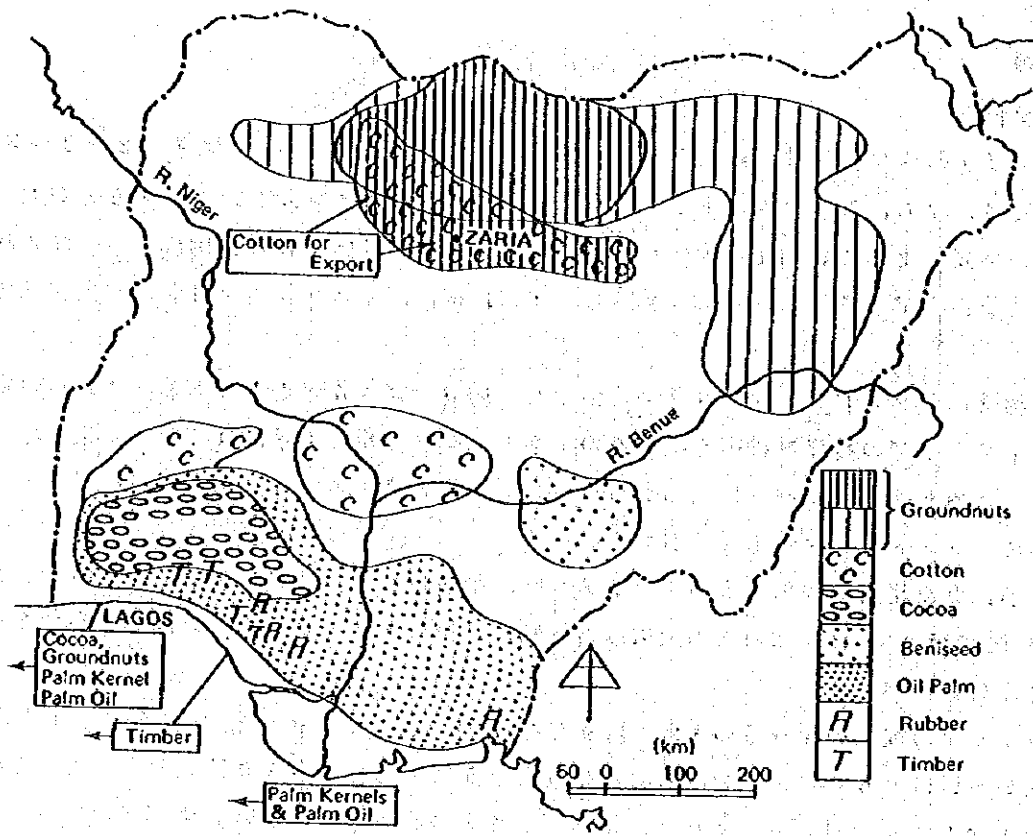 R. Niger
Cotton for
Export
ZARIA
R. Benue
LAGOS
Cocoa,
Groundnuts
Palm Kernel
Palm Oil
Timber
Palm Kernels
& Palm Oil
(km)
50 0 100 200
Groundnuts
Cotton
Cocoa
Beniseed
Oil Palm
R Rubber
T Timber